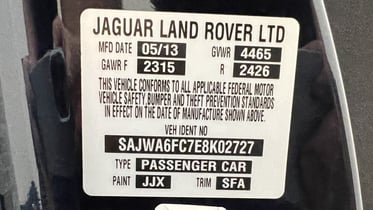 JAGUAR LAND ROVER LTD
MFD DATE 05/13 GVWR 4465
GAWR F 2315 R 2426
THIS VEHICLE CONFORMS TO ALL APPLICABLE FEDERAL MOTOR
VEHICLE SAFETY, BUMPER AND THEFT PREVENTION STANDARDS
IN EFFECT ON THE DATE OF MANUFACTURE SHOWN ABOVE
VEH IDENT NO
SAJWA6FC7E8K02727
TYPE PASSENGER CAR
PAINT JJX TRIM SFA